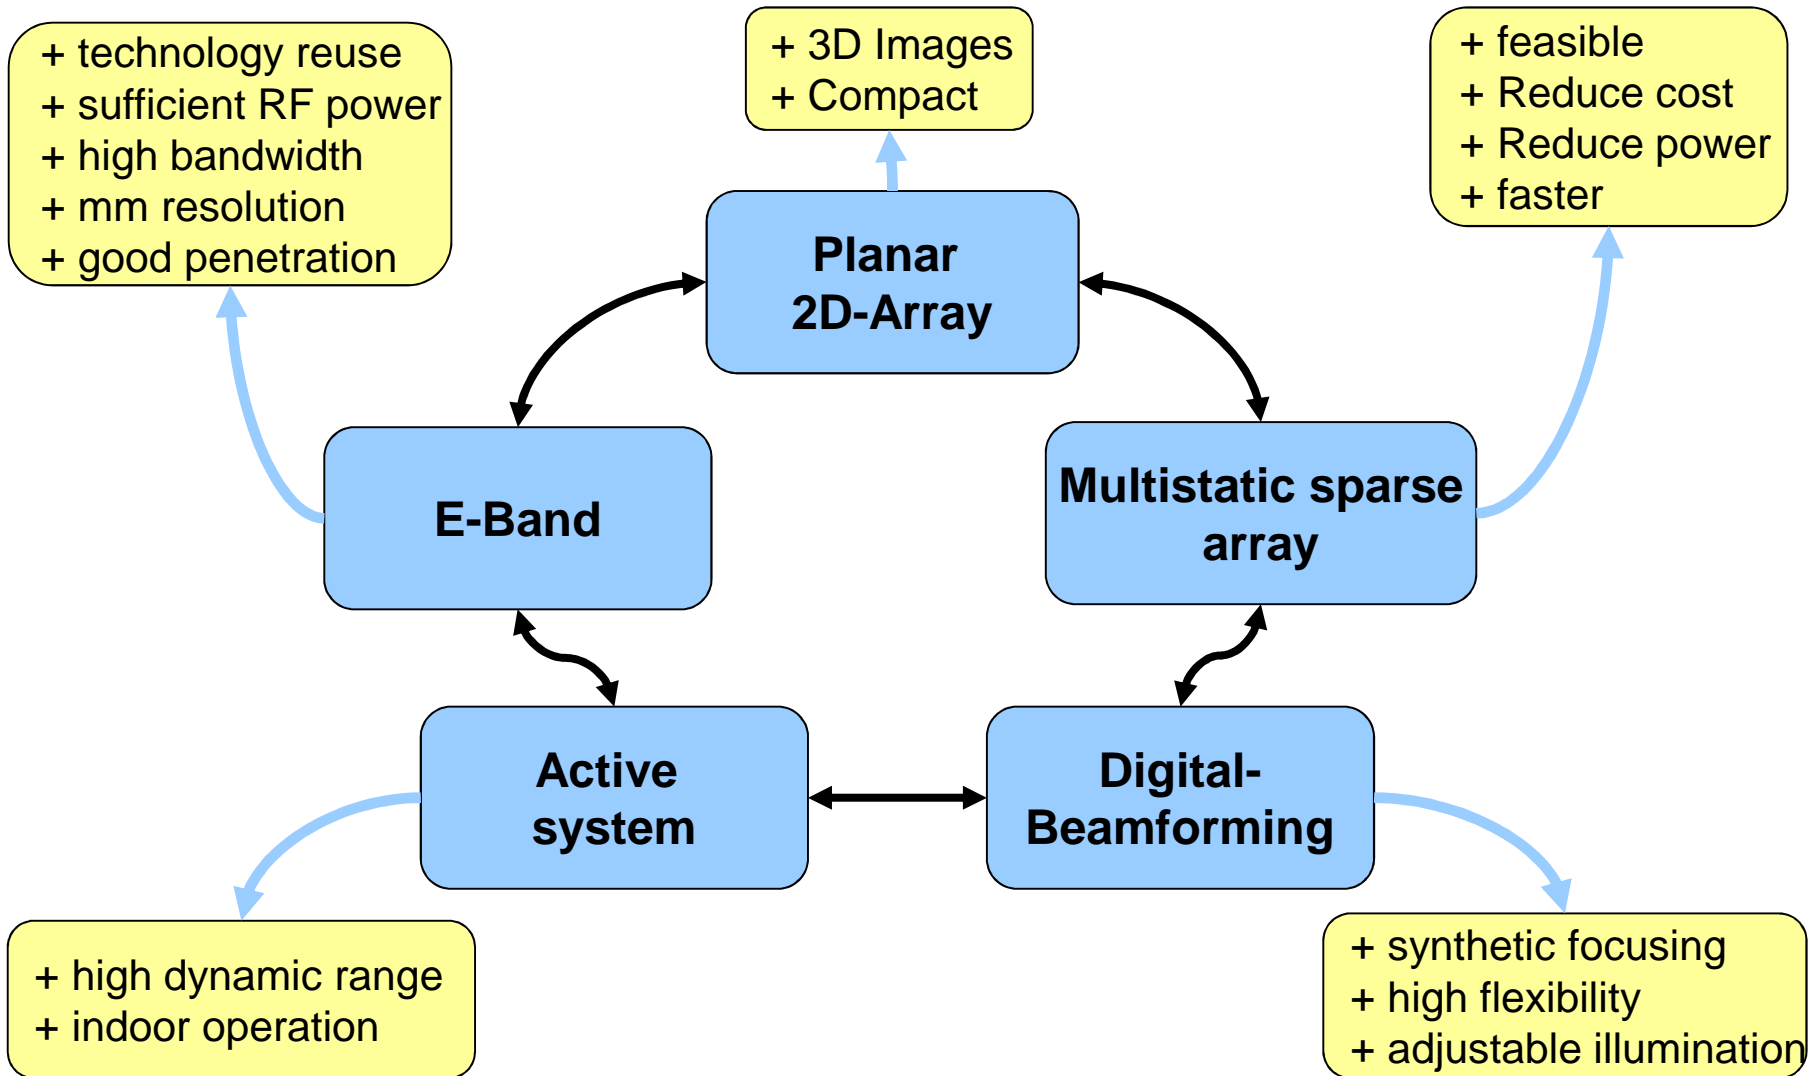 + technology reuse
+ sufficient RF power
+ high bandwidth
+ mm resolution
+ good penetration
+ 3D Images
+ Compact
+ feasible
+ Reduce cost
+ Reduce power
+ faster
Planar
2D-Array
E-Band
Multistatic sparse
array
Active
system
Digital-
Beamforming
+ high dynamic range
+ indoor operation
+ synthetic focusing
+ high flexibility
+ adjustable illumination